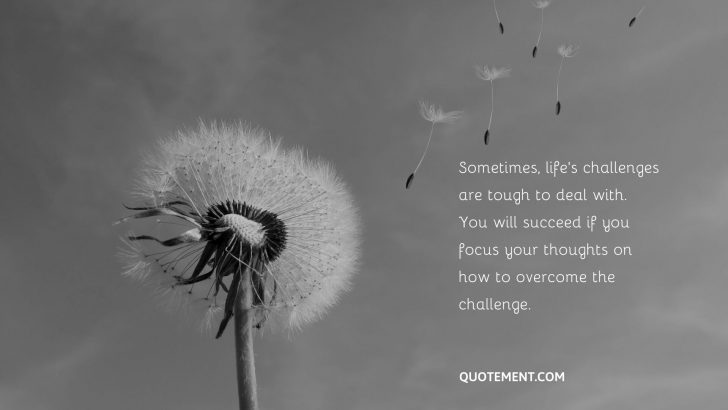 Sometimes, life's challenges
are tough to deal with.
You will succeed if you
focus your thoughts on
how to overcome the
challenge.
QUOTEMENT.COM